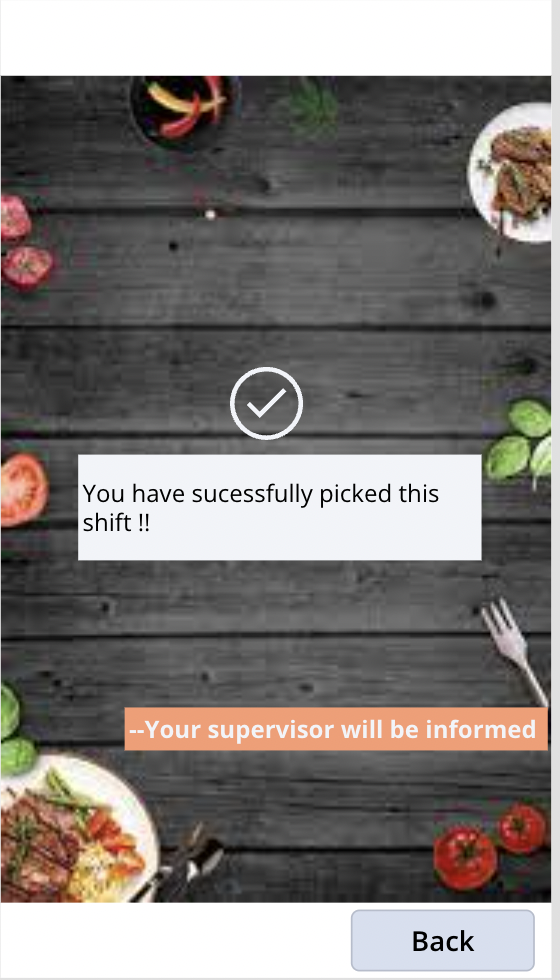 You have sucessfully picked this
shift !!
--Your supervisor will be informed
Back